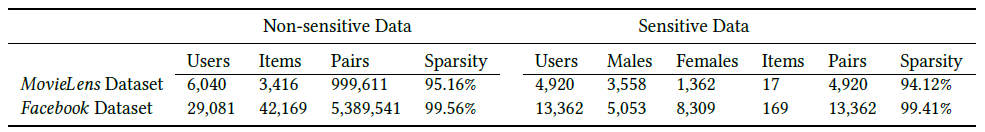 Non-sensitive Data Sensitive Data
Users Items Pairs Sparsity Users Males Females Items Pairs Sparsity
MovieLens Dataset 6,040 3,416 999,611 95.16% 4,920 3,558 1,362 17 4,920 94.12%
Facebook Dataset 29,081 42,169 5,389,541 99.56% 13,362 5,053 8,309 169 13,362 99.41%